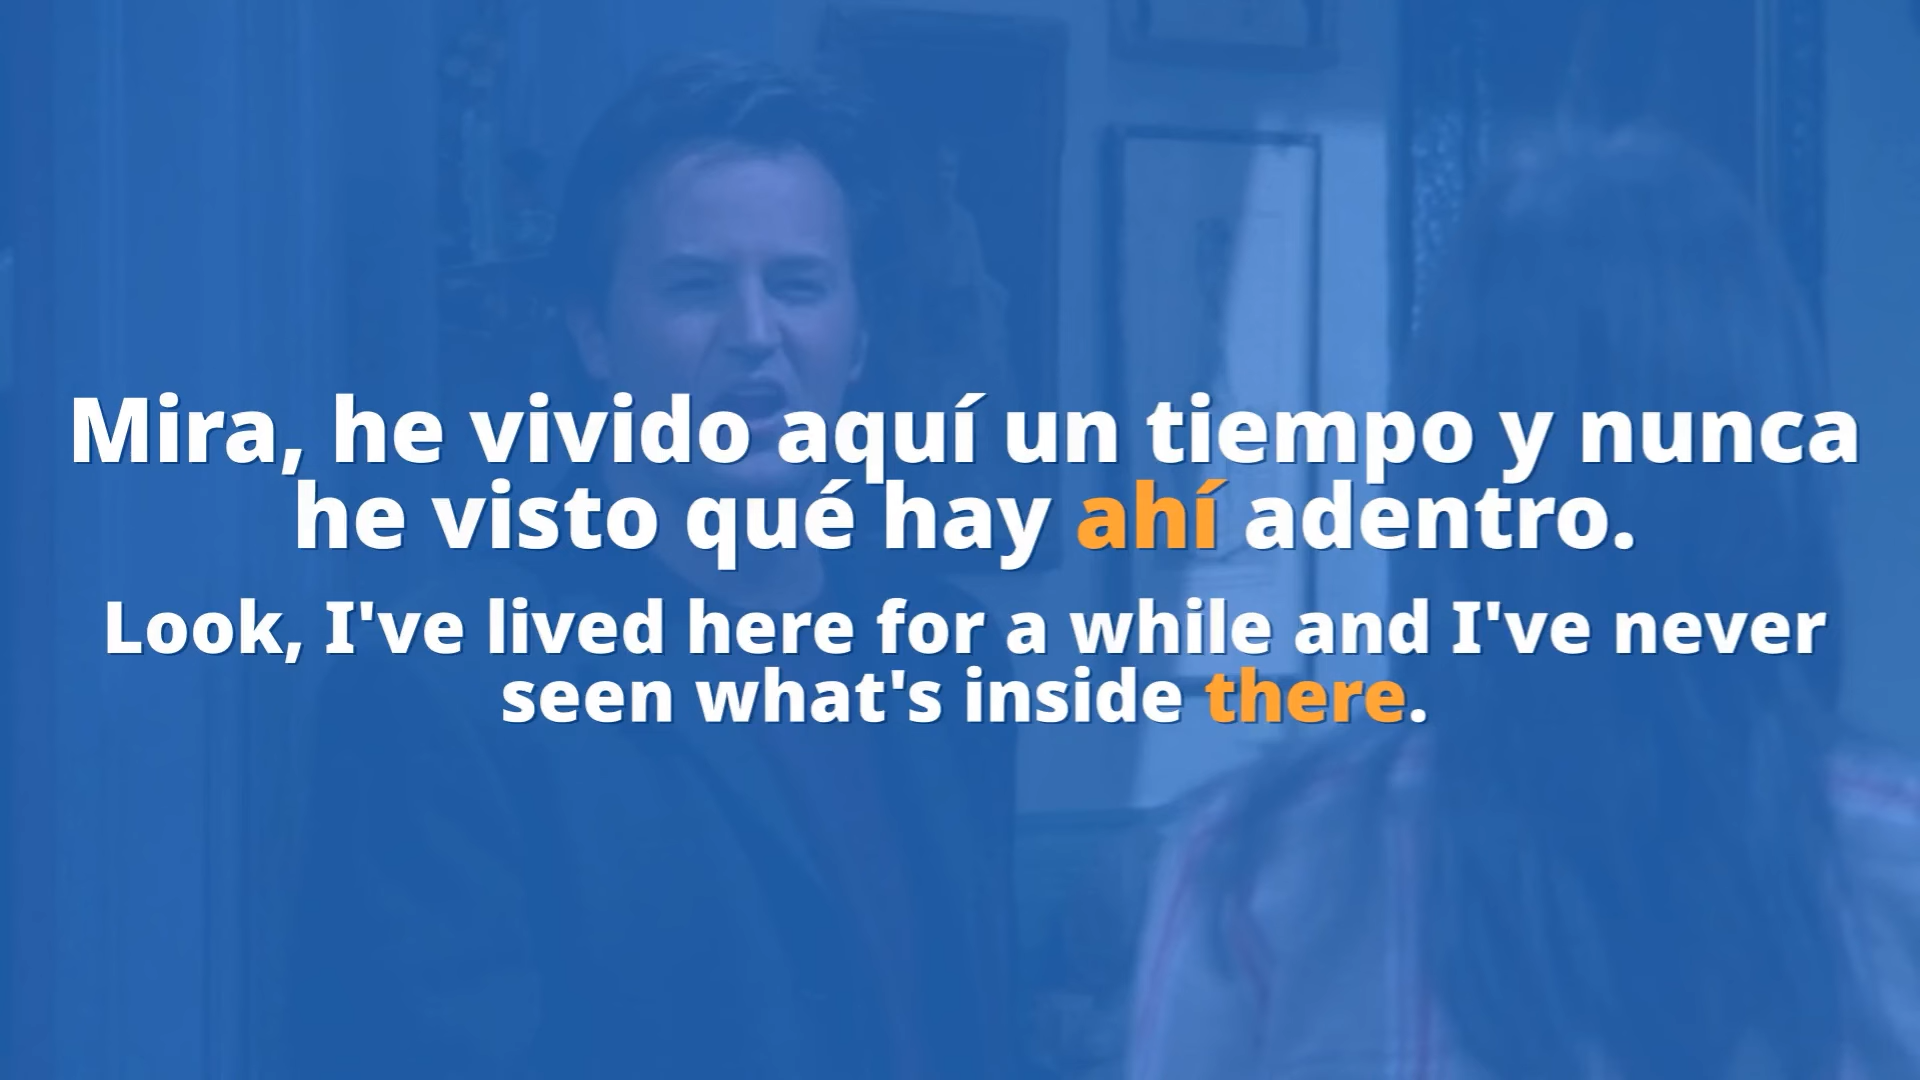 Mira, he vivido aquí un tiempo y nunca
he visto qué hay ahí adentro.
Look, I've lived here for a while and I've never
seen what's inside there.